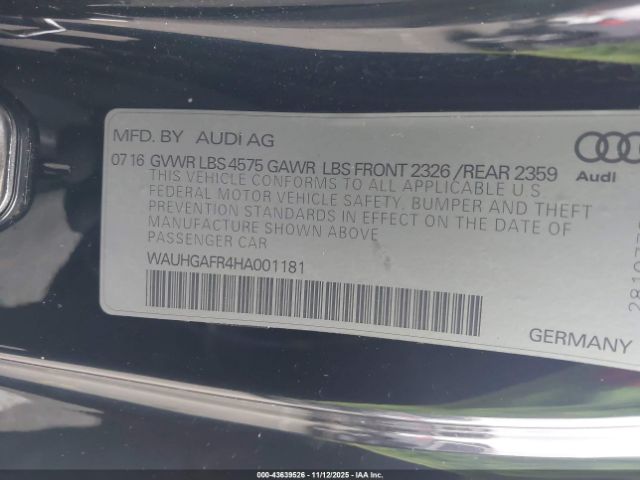 MFD. BY AUDI AG
07 16 GVWR LBS 4575 GAWR LBS FRONT 2326 /REAR 2359
THIS VEHICLE CONFORMS TO ALL APPLICABLE U S
FEDERAL MOTOR VEHICLE SAFETY, BUMPER AND THEFT
PREVENTION STANDARDS IN EFFECT ON THE DATE OF
MANUFACTURE SHOWN ABOVE
PASSENGER CAR
WAUHGAFR4HA001181
Audi
GERMANY
000-43639526 - 11/12/2025 - IAA Inc.